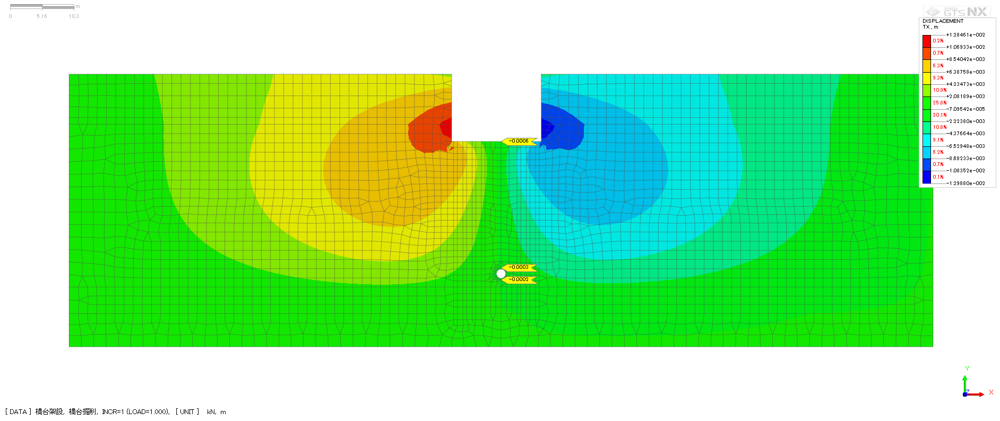 m
0 5.16 10.3
midas
GTS NX
DISPLACEMENT
TX , m
+1.28461e-002
0.2%
+1.06933e-002
0.7%
+8.54042e-003
6.3%
+6.38758e-003
9.3%
+4.23473e-003
10.9%
+2.08189e-003
25.8%
-7.09542e-005
20.1%
-2.22380e-003
10.8%
-4.37664e-003
9.1%
-6.52948e-003
6.2%
-8.68233e-003
0.7%
-1.08352e-002
0.1%
-1.29880e-002
-0.0006
-0.0003
-0.0002
Y
Z
X
[ DATA ] 橋台架設, 橋台掘削, INCR=1 (LOAD=1.000), [ UNIT ] kN, m